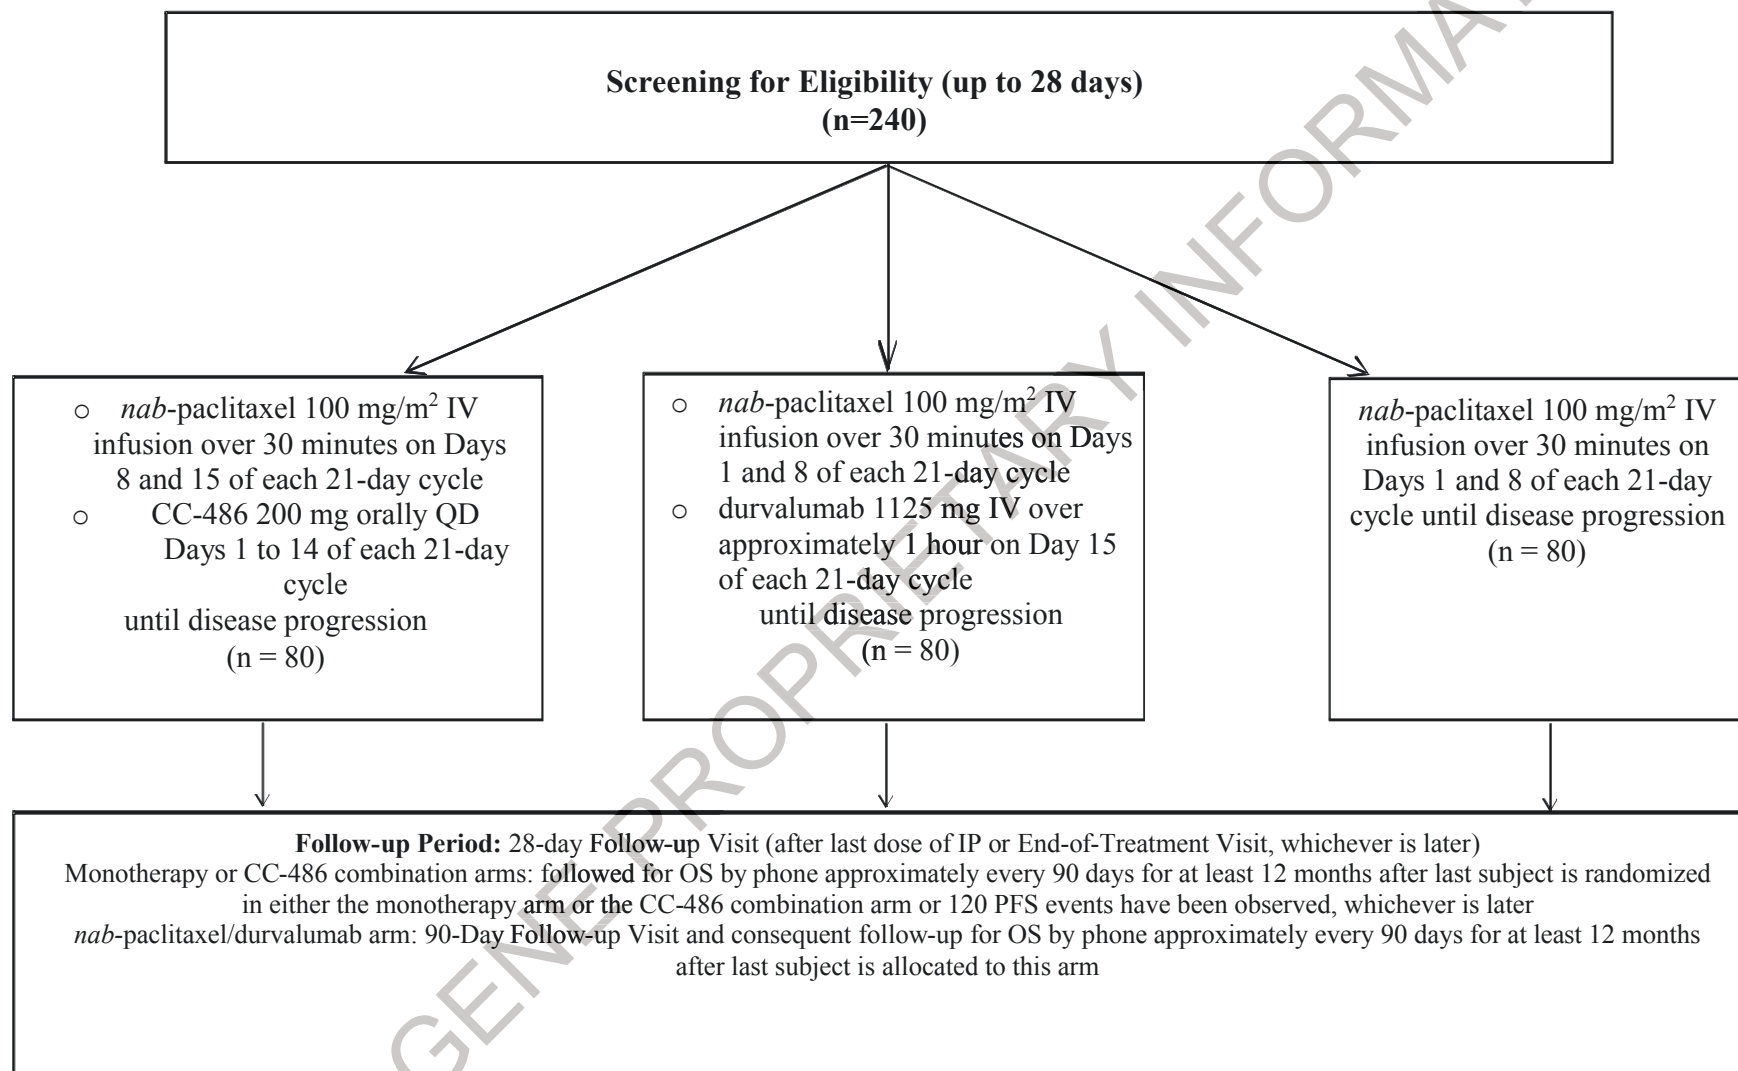 Screening for Eligibility (up to 28 days)
(n=240)
○ nab-paclitaxel 100 mg/m² IV
infusion over 30 minutes on Days
8 and 15 of each 21-day cycle
○ CC-486 200 mg orally QD
Days 1 to 14 of each 21-day
cycle
until disease progression
(n = 80)
○ nab-paclitaxel 100 mg/m² IV
infusion over 30 minutes on Days
1 and 8 of each 21-day cycle
○ durvalumab 1125 mg IV over
approximately 1 hour on Day 15
of each 21-day cycle
until disease progression
(n = 80)
nab-paclitaxel 100 mg/m² IV
infusion over 30 minutes on
Days 1 and 8 of each 21-day
cycle until disease progression
(n = 80)
Follow-up Period: 28-day Follow-up Visit (after last dose of IP or End-of-Treatment Visit, whichever is later)
Monotherapy or CC-486 combination arms: followed for OS by phone approximately every 90 days for at least 12 months after last subject is randomized
in either the monotherapy arm or the CC-486 combination arm or 120 PFS events have been observed, whichever is later
nab-paclitaxel/durvalumab arm: 90-Day Follow-up Visit and consequent follow-up for OS by phone approximately every 90 days for at least 12 months
after last subject is allocated to this arm
GENE PROPRIETARY INFORMA